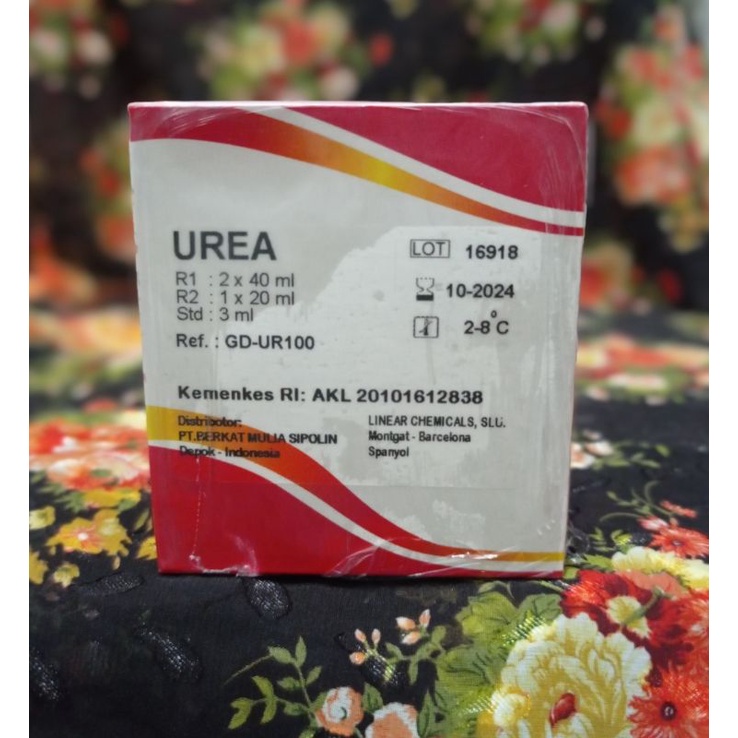 UREA
R1 : 2 x 40 ml
R2 : 1 x 20 ml
Std : 3 ml
Ref. : GD-UR100
LOT 16918
10-2024
2-8°C
Kemenkes RI: AKL 20101612838
Distributor:
PT.BERKAT MULIA SIPOLIN
Depok - Indonesia
LINEAR CHEMICALS, SLU.
Montgat - Barcelona
Spanyol